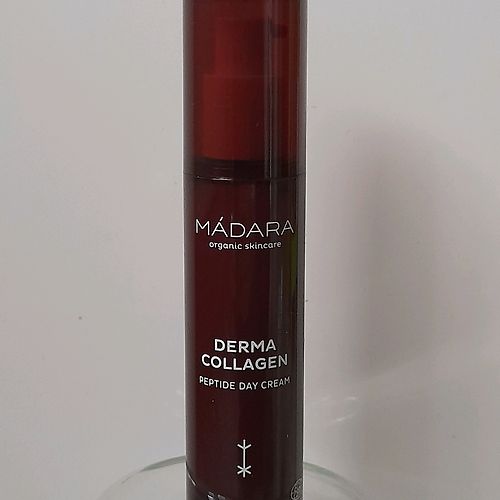 MÁDARA
organic skincare
DERMA
COLLAGEN
PEPTIDE DAY CREAM